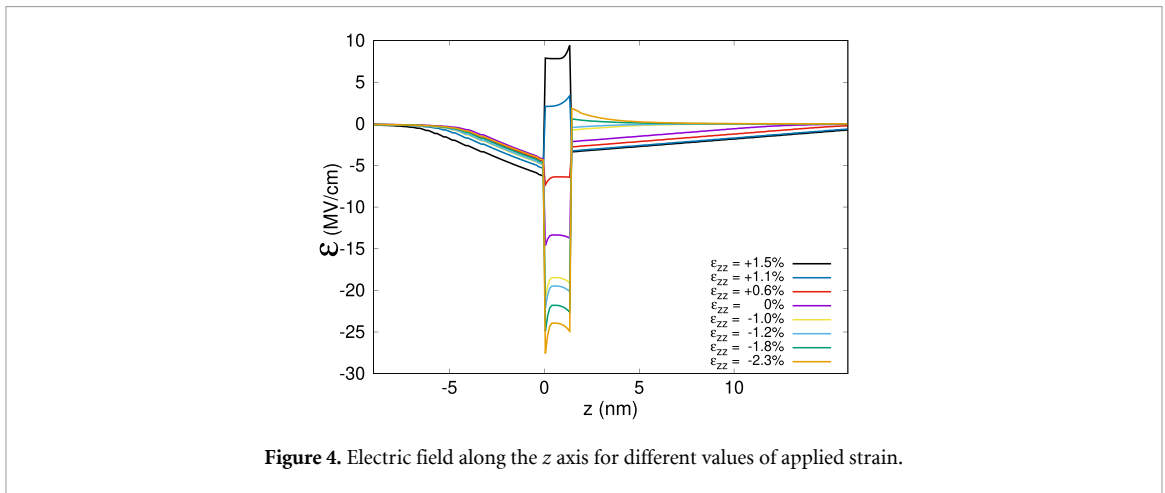 10
5
0
-5
-10
-15
-20
-25
-30
ε (MV/cm)
εzz = +1.5%
εzz = +1.1%
εzz = +0.6%
εzz = 0%
εzz = -1.0%
εzz = -1.2%
εzz = -1.8%
εzz = -2.3%
-5 0 5 10
z (nm)
Figure 4. Electric field along the z axis for different values of applied strain.